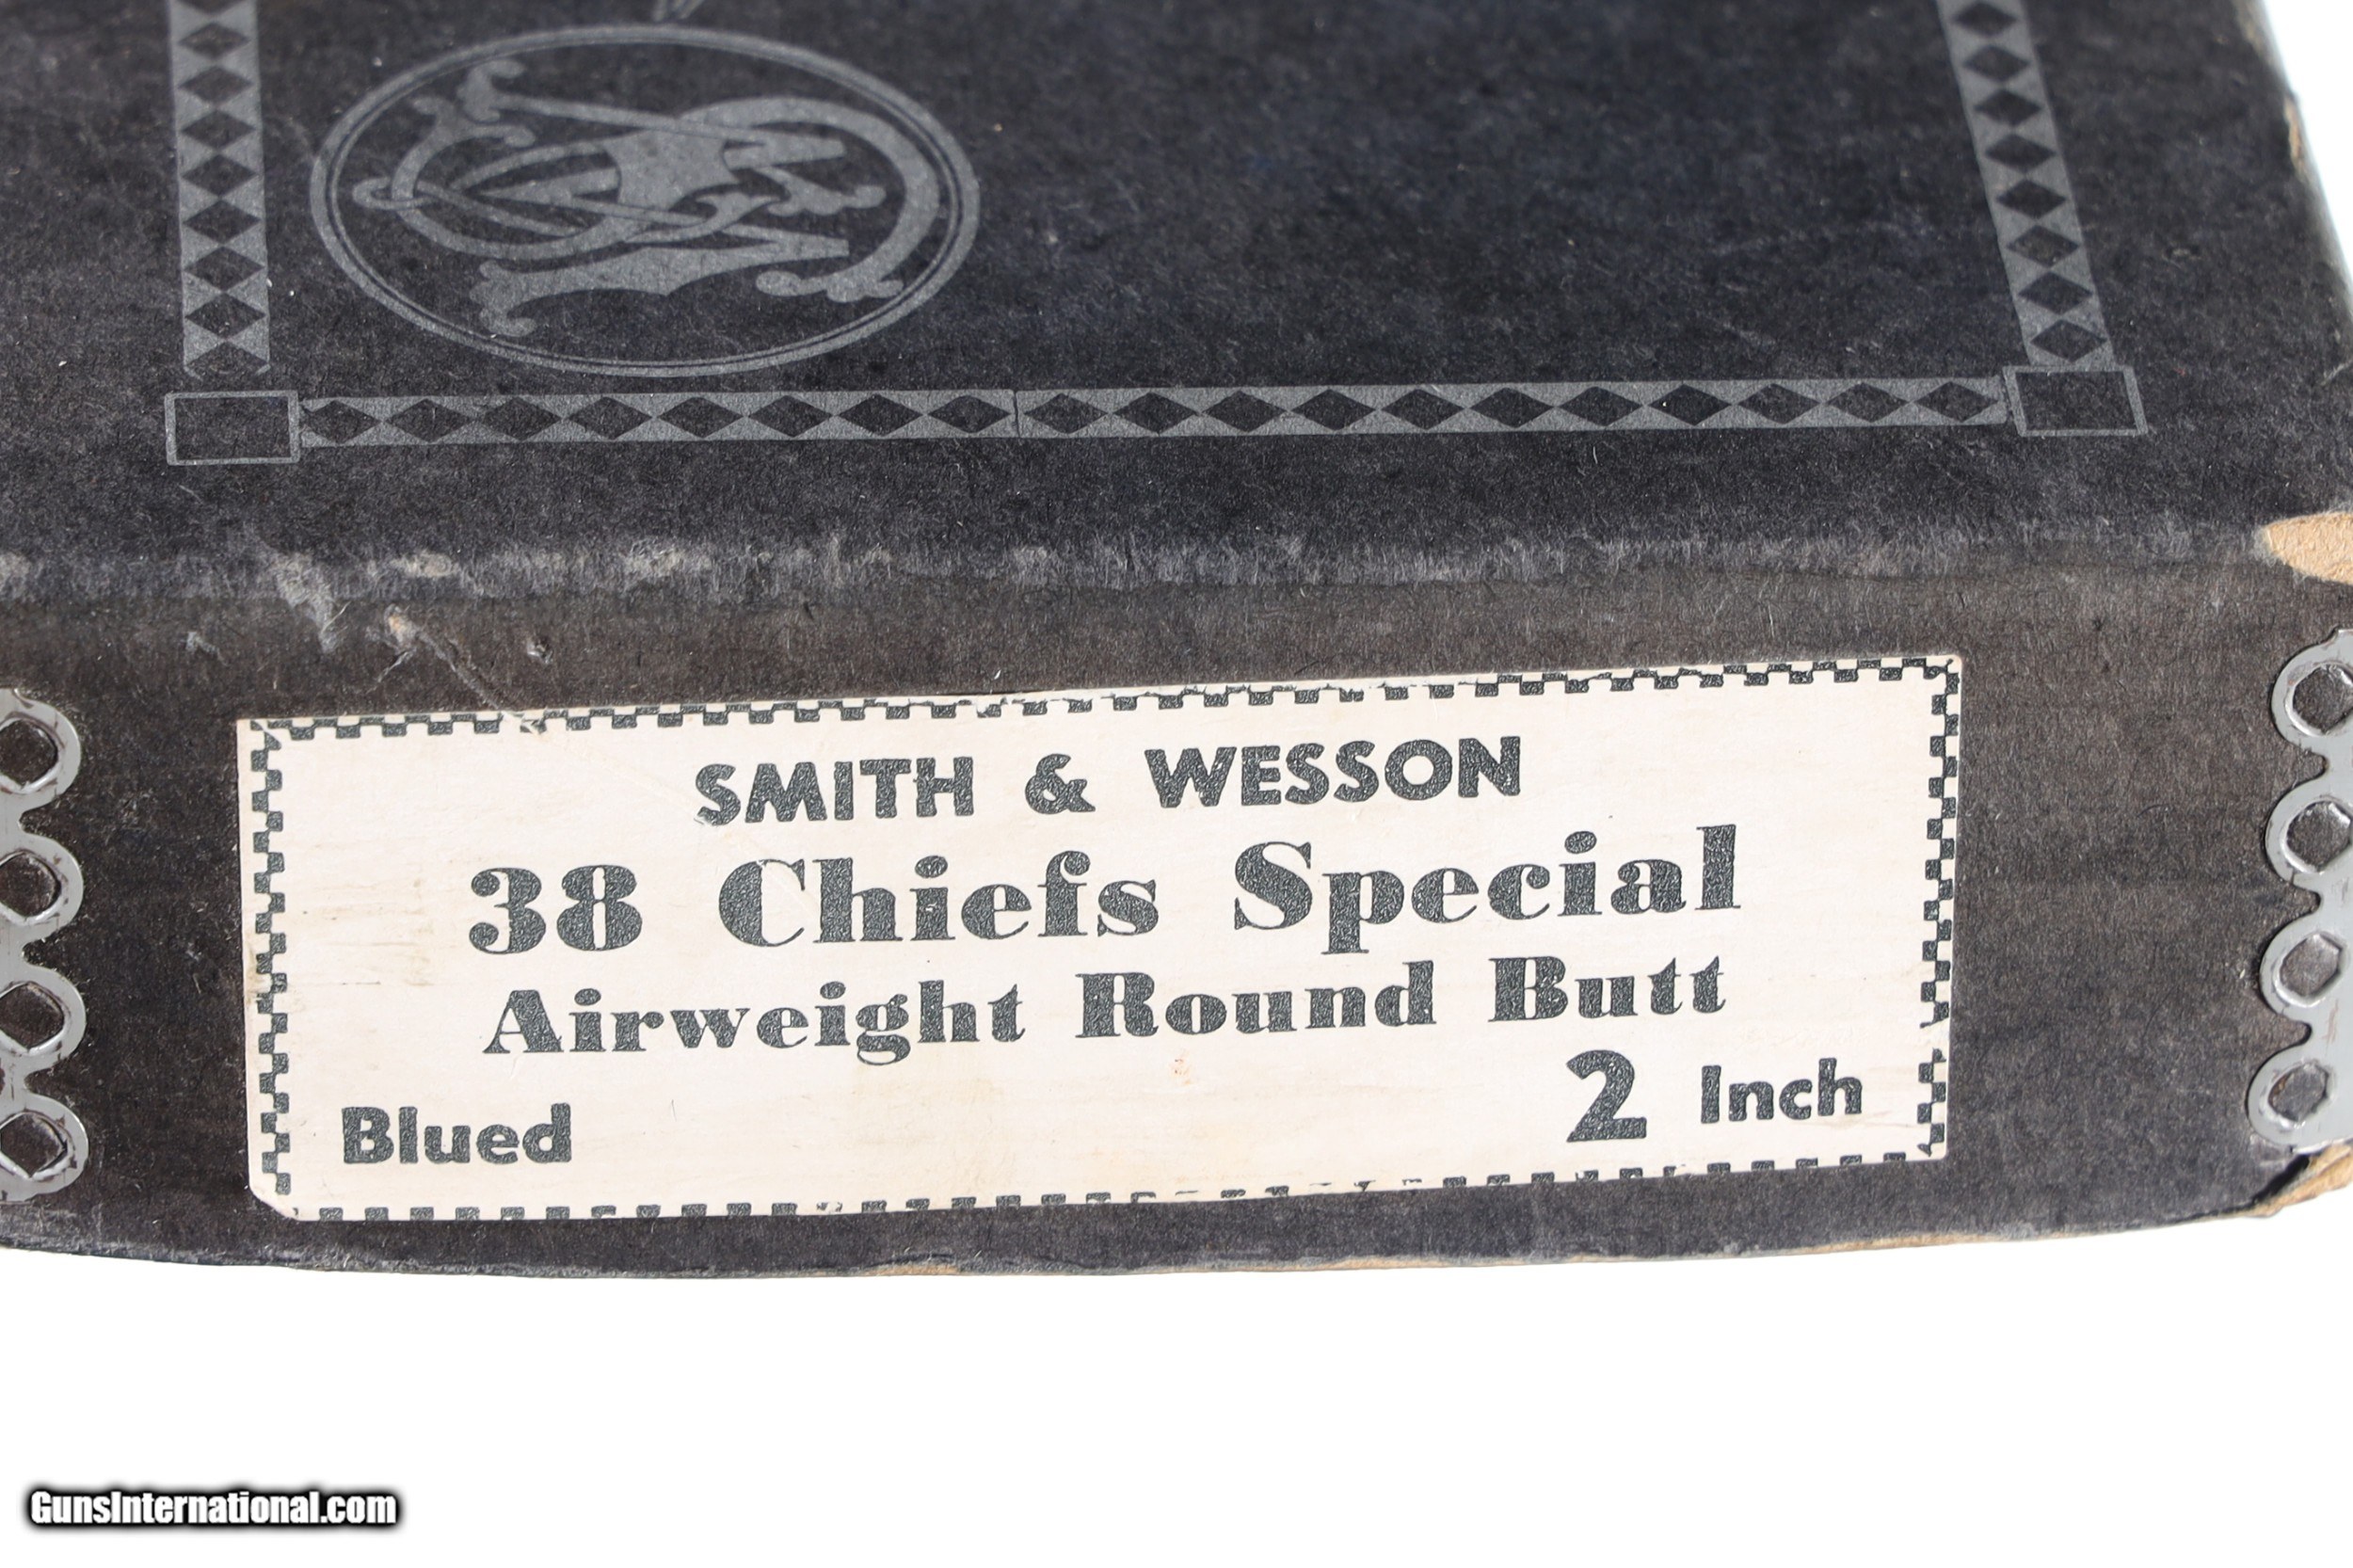 SMITH & WESSON
38 Chiefs Special
Airweight Round Butt
Blued
2 Inch
GunsInternational.com